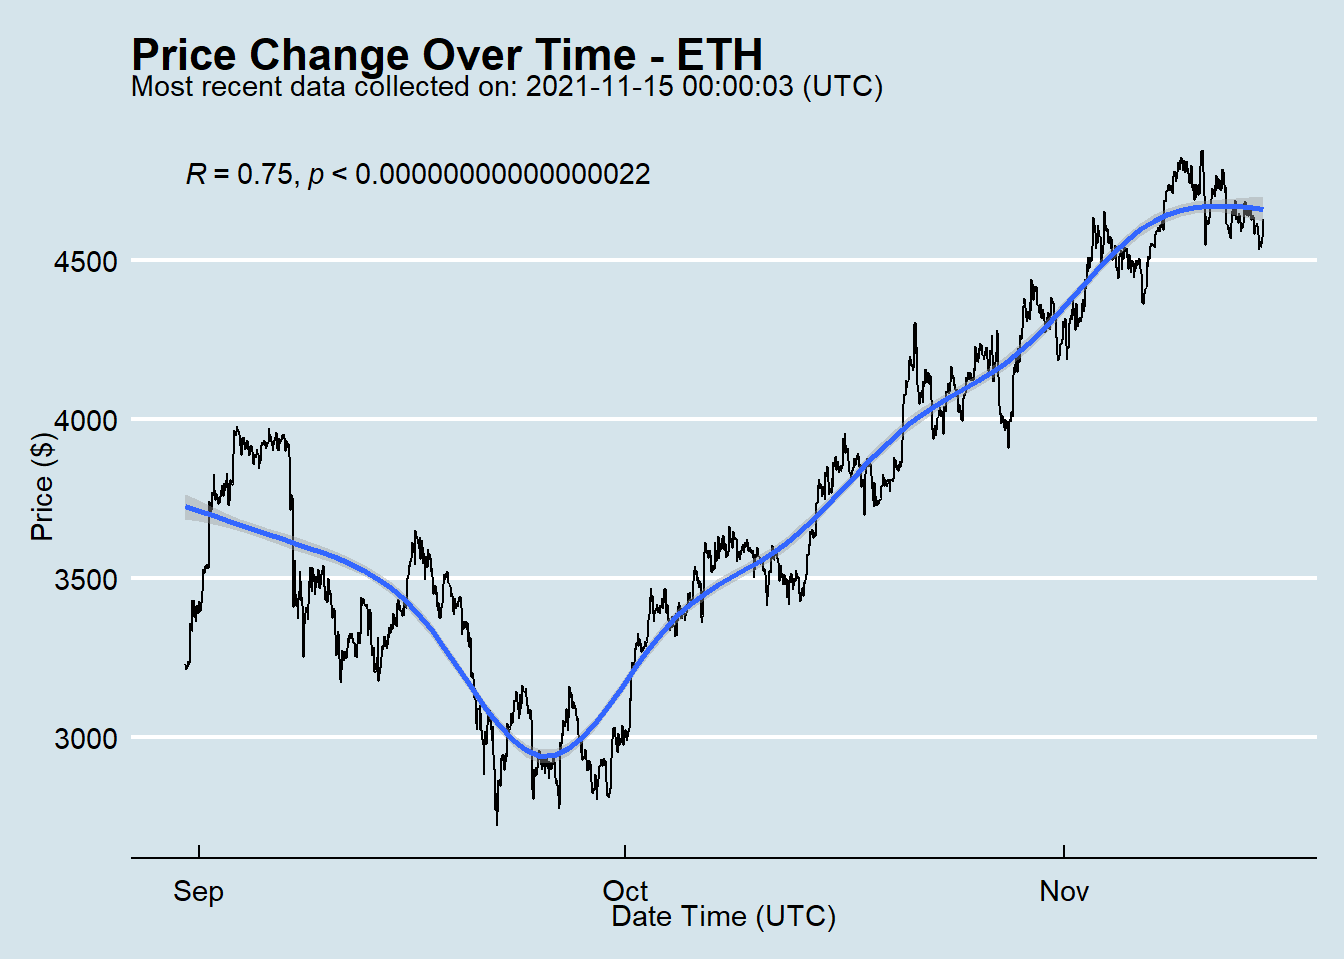 Price Change Over Time - ETH
Most recent data collected on: 2021-11-15 00:00:03 (UTC)
R = 0.75, p < 0.00000000000000022
4500
4000
3500
3000
Price ($)
Sep Oct Nov
Date Time (UTC)